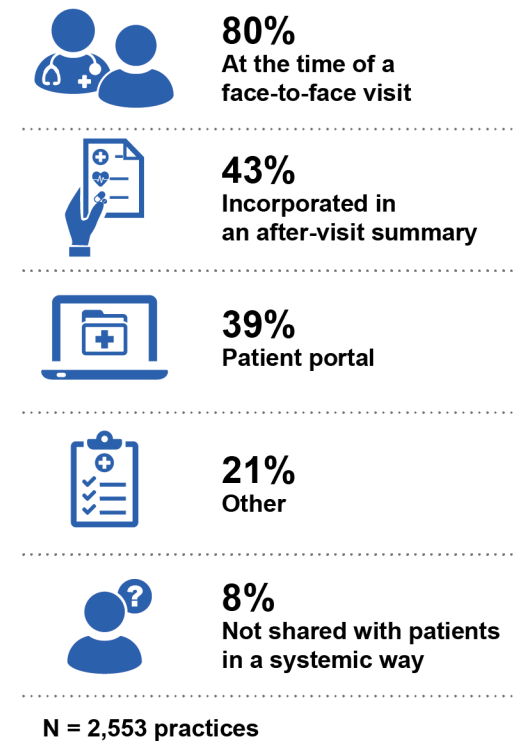 80%
At the time of a
face-to-face visit
43%
Incorporated in
an after-visit summary
39%
Patient portal
21%
Other
?
8%
Not shared with patients
in a systemic way
N = 2,553 practices